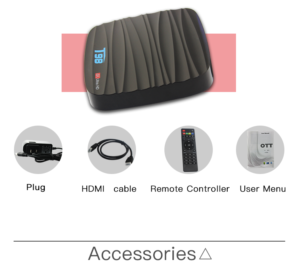 T98
Plug
HDMI cable
Remote Controller
User Menu
OTT
Accessories△